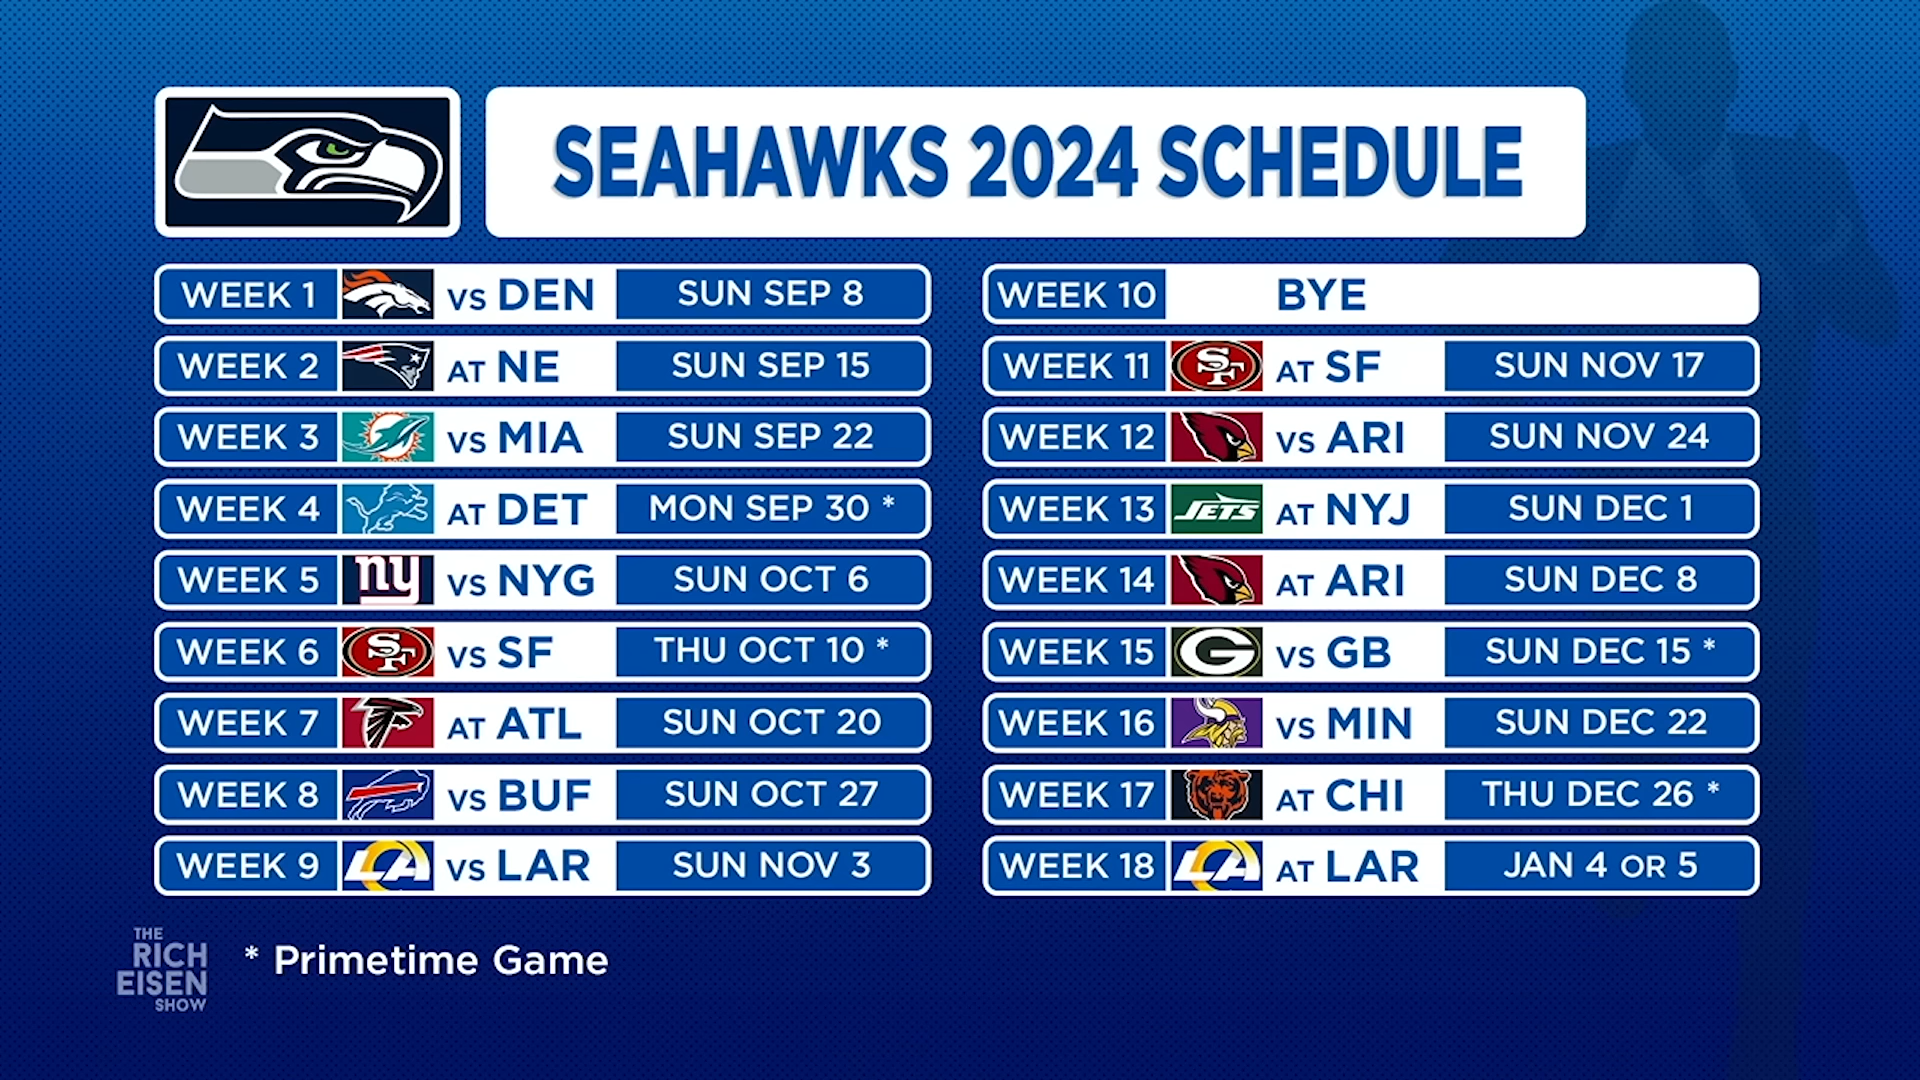 SEAHAWKS 2024 SCHEDULE
WEEK 1 VS DEN SUN SEP 8
WEEK 2 AT NE SUN SEP 15
WEEK 3 VS MIA SUN SEP 22
WEEK 4 AT DET MON SEP 30 *
WEEK 5 ny VS NYG SUN OCT 6
WEEK 6 SF VS SF THU OCT 10 *
WEEK 7 AT ATL SUN OCT 20
WEEK 8 VS BUF SUN OCT 27
WEEK 9 LA VS LAR SUN NOV 3
WEEK 10 BYE
WEEK 11 SF AT SF SUN NOV 17
WEEK 12 VS ARI SUN NOV 24
WEEK 13 JETS AT NYJ SUN DEC 1
WEEK 14 AT ARI SUN DEC 8
WEEK 15 G VS GB SUN DEC 15 *
WEEK 16 VS MIN SUN DEC 22
WEEK 17 AT CHI THU DEC 26 *
WEEK 18 LA AT LAR JAN 4 OR 5
THE
RICH
EISEN
SHOW
* Primetime Game